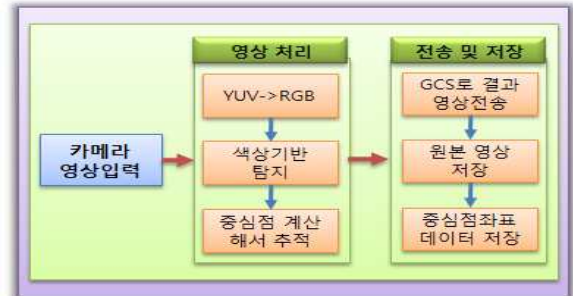 카메라
영상입력
영상 처리
YUV->RGB
색상기반
탐지
중심점 계산
해서 추적
전송 및 저장
GCS로 결과
영상전송
원본 영상
저장
중심점좌표
데이터 저장